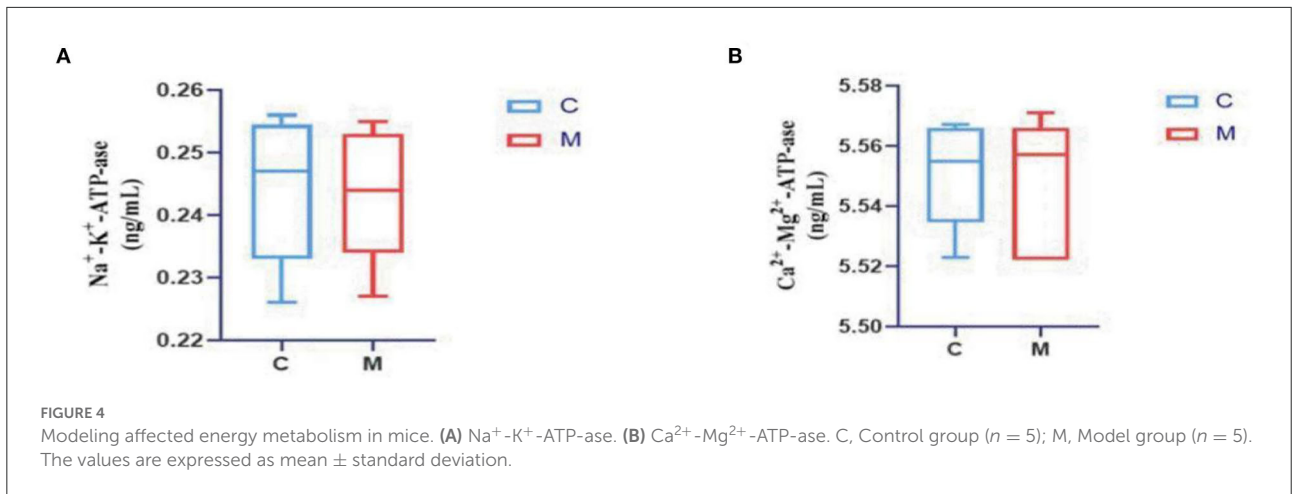 A
Na⁺-K⁺-ATP-ase
(ng/mL)
0.26
0.25
0.24
0.23
0.22
C
M
C
M
B
Ca²⁺-Mg²⁺-ATP-ase
(ng/mL)
5.58
5.56
5.54
5.52
5.50
C
M
C
M
FIGURE 4
Modeling affected energy metabolism in mice. (A) Na⁺-K⁺-ATP-ase. (B) Ca²⁺-Mg²⁺-ATP-ase. C, Control group (n = 5); M, Model group (n = 5).
The values are expressed as mean ± standard deviation.